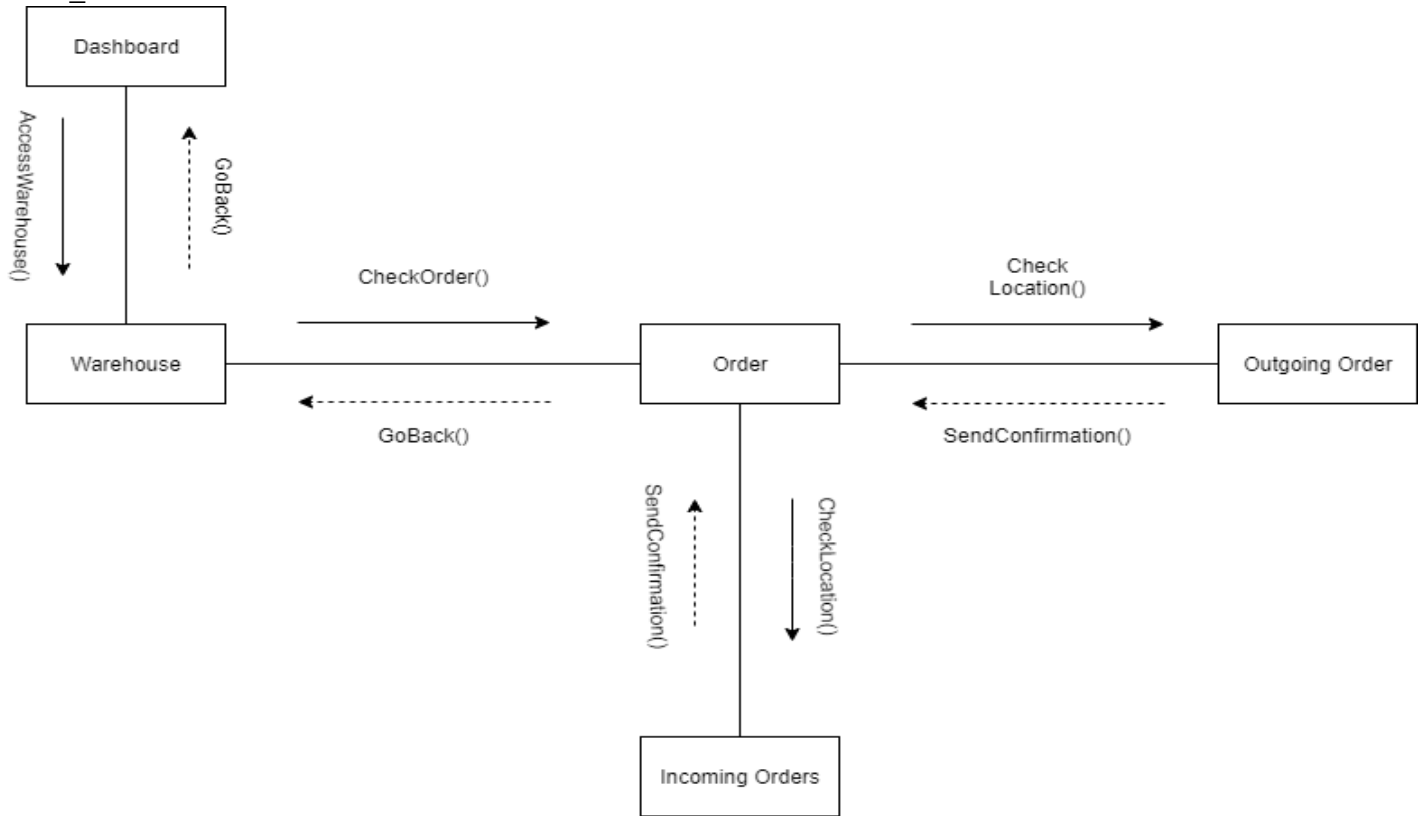 Dashboard
AccessWarehouse()
GoBack()
CheckOrder()
Check
Location()
Warehouse
Order
Outgoing Order
GoBack()
SendConfirmation()
SendConfirmation()
CheckLocation()
Incoming Orders